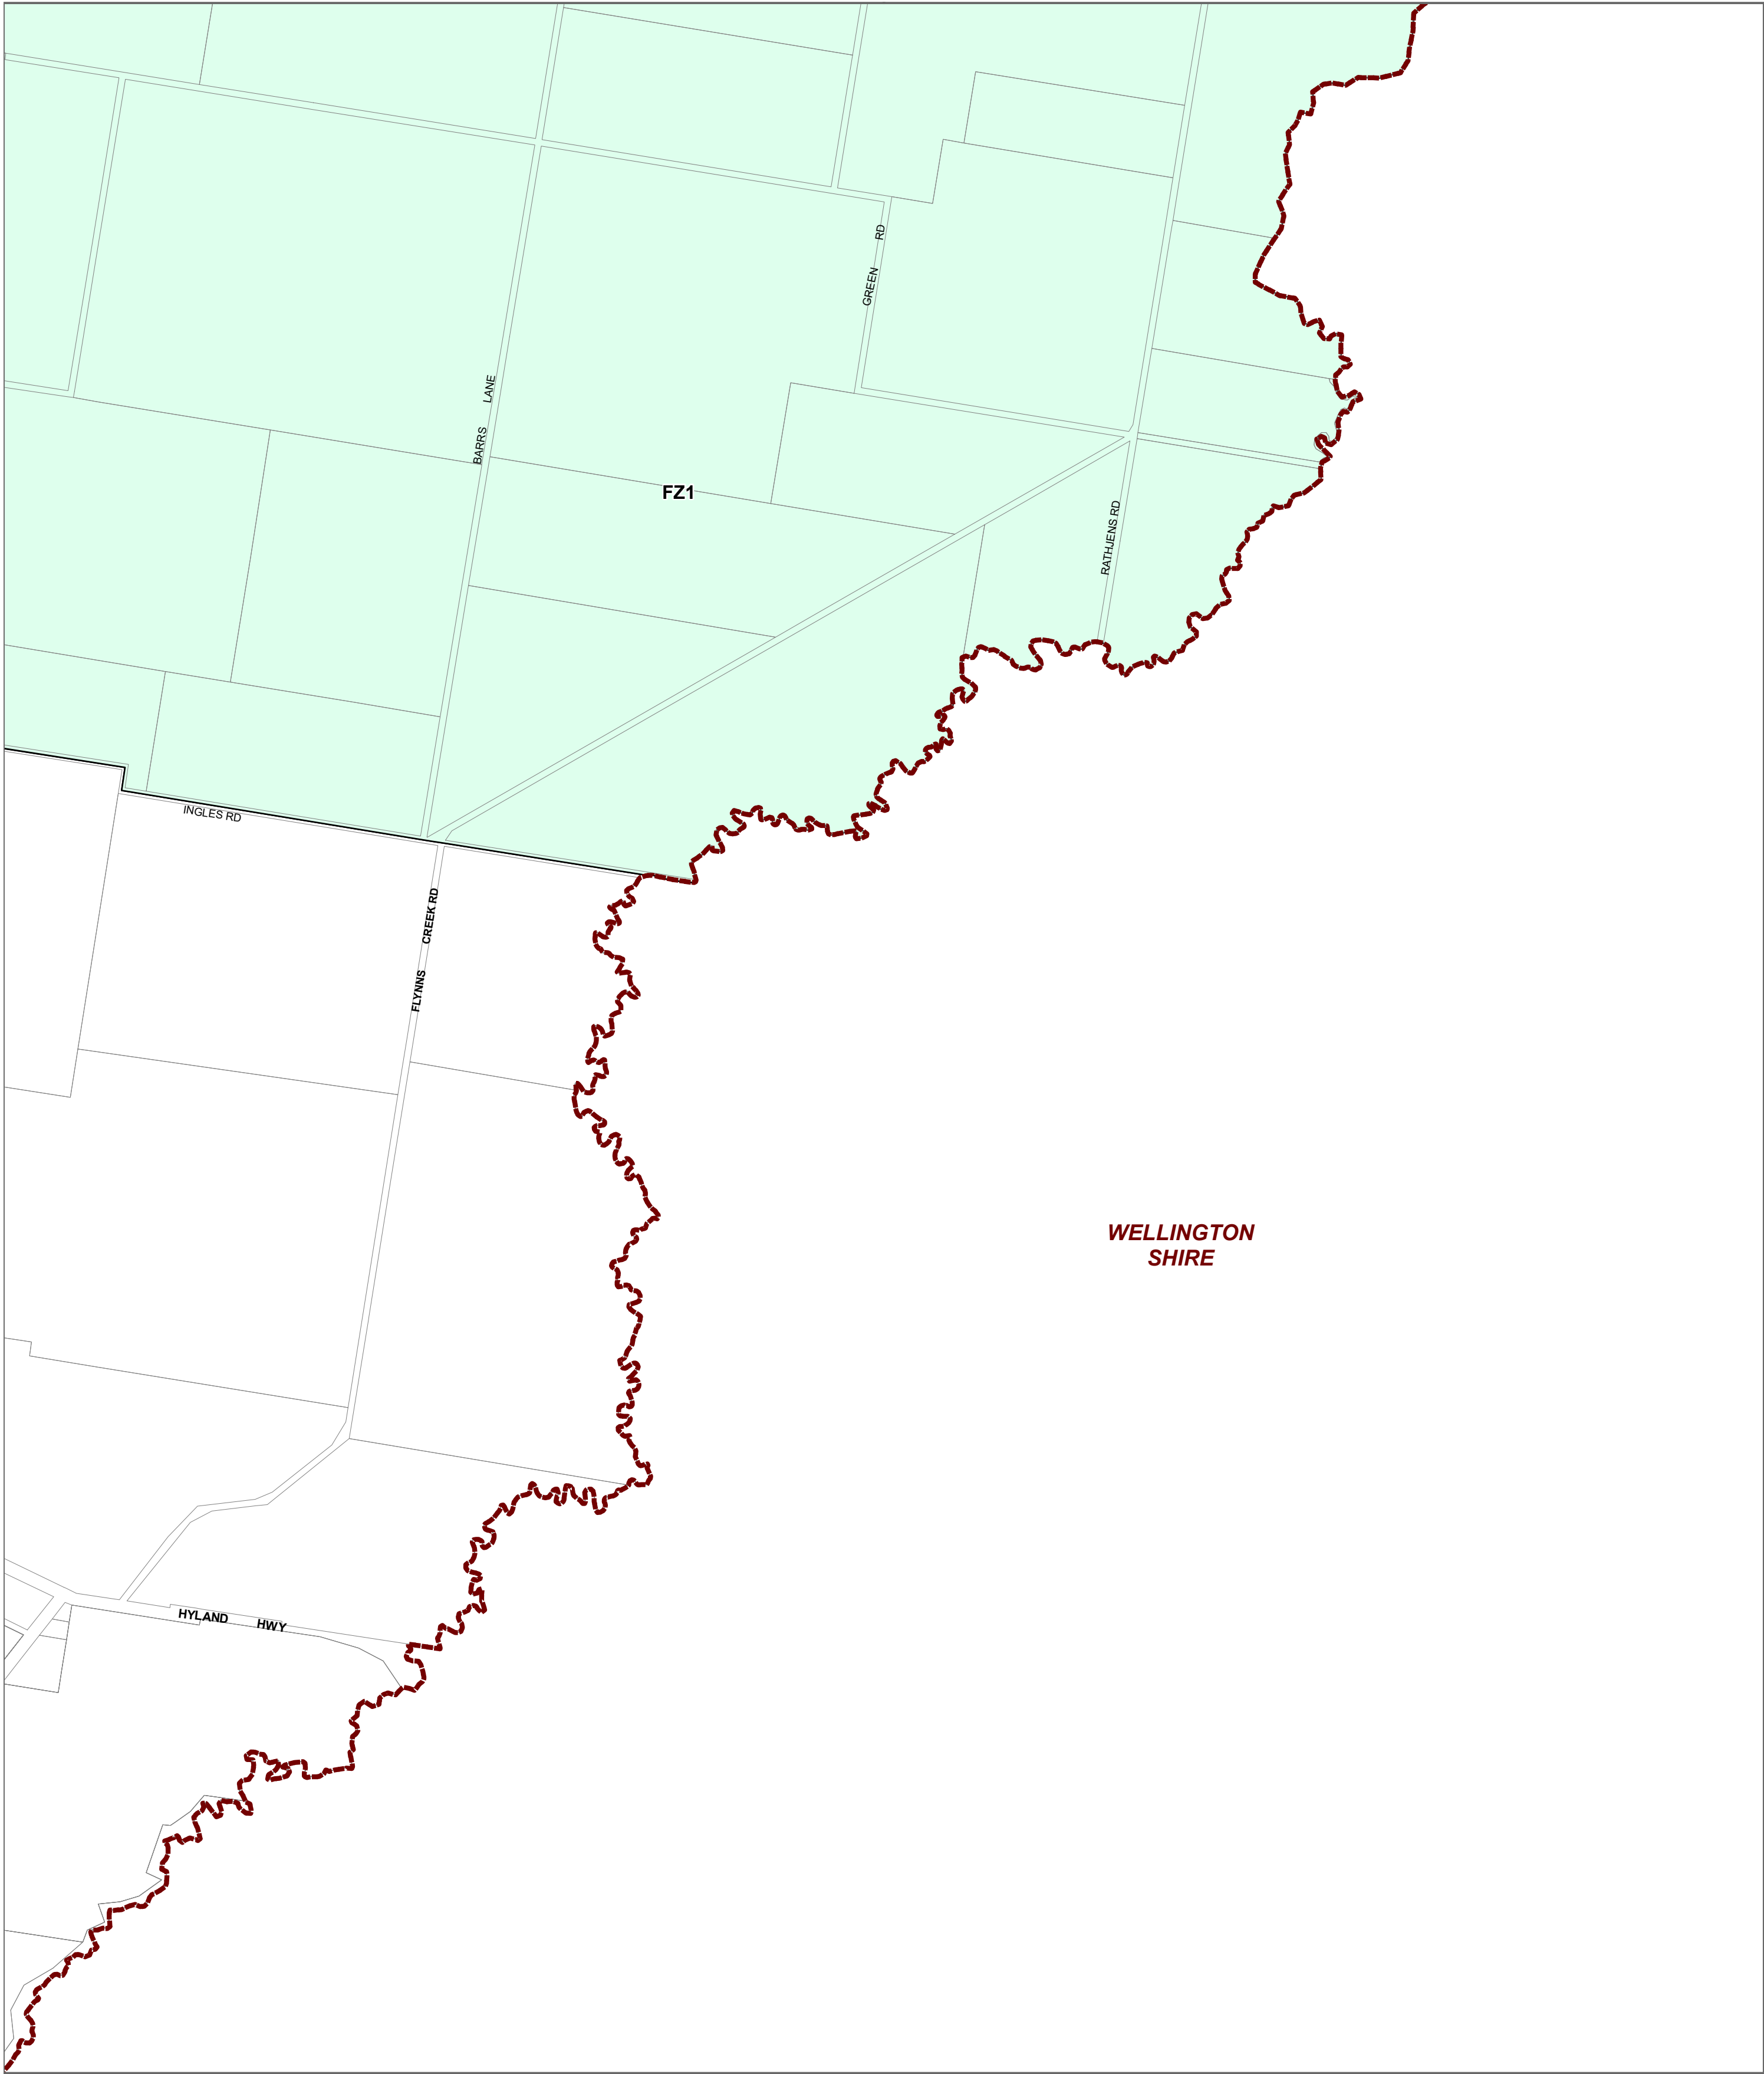 GREEN RD
BARRS LANE
FZ1
RATHJENS RD
INGLES RD
FLYNNS CREEK RD
WELLINGTON
SHIRE
HYLAND HWY